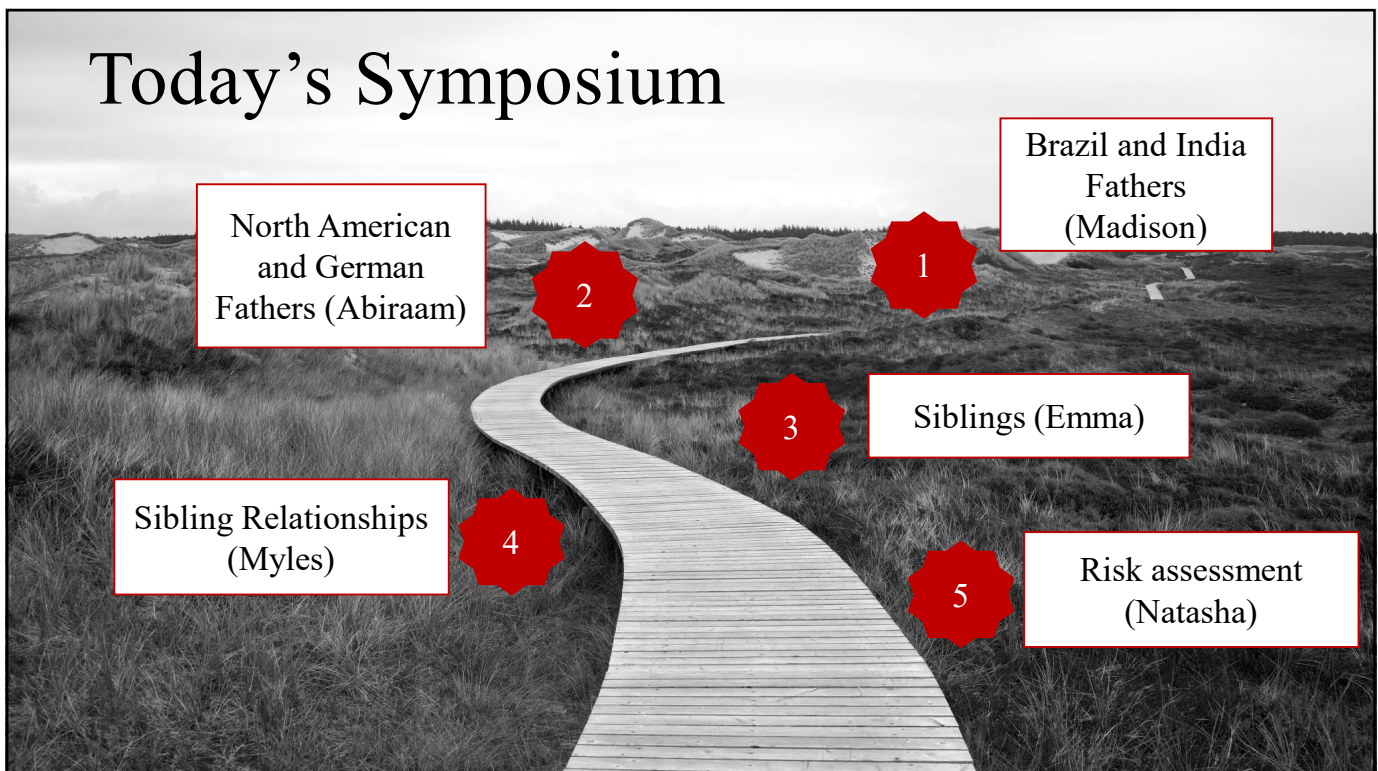 Today’s Symposium
1
Brazil and India
Fathers
(Madison)
2
North American
and German
Fathers (Abiraam)
3
Siblings (Emma)
4
Sibling Relationships
(Myles)
5
Risk assessment
(Natasha)